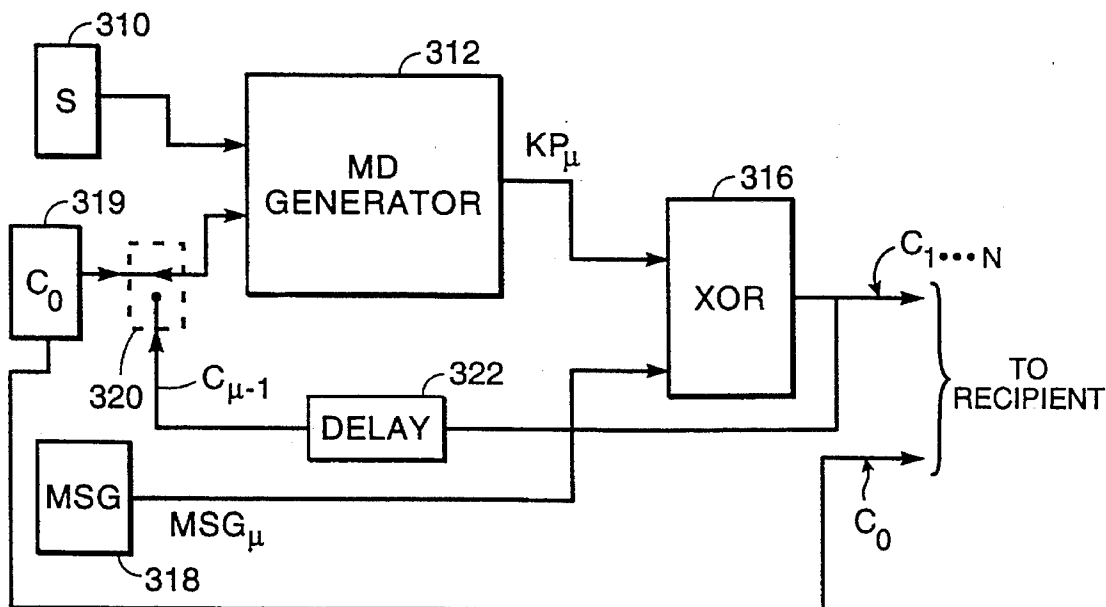 310
S
312
MD
GENERATOR
KPμ
316
XOR
319
C0
320
Cμ-1
322
DELAY
C1•••N
TO
RECIPIENT
C0
MSG
MSGμ
318